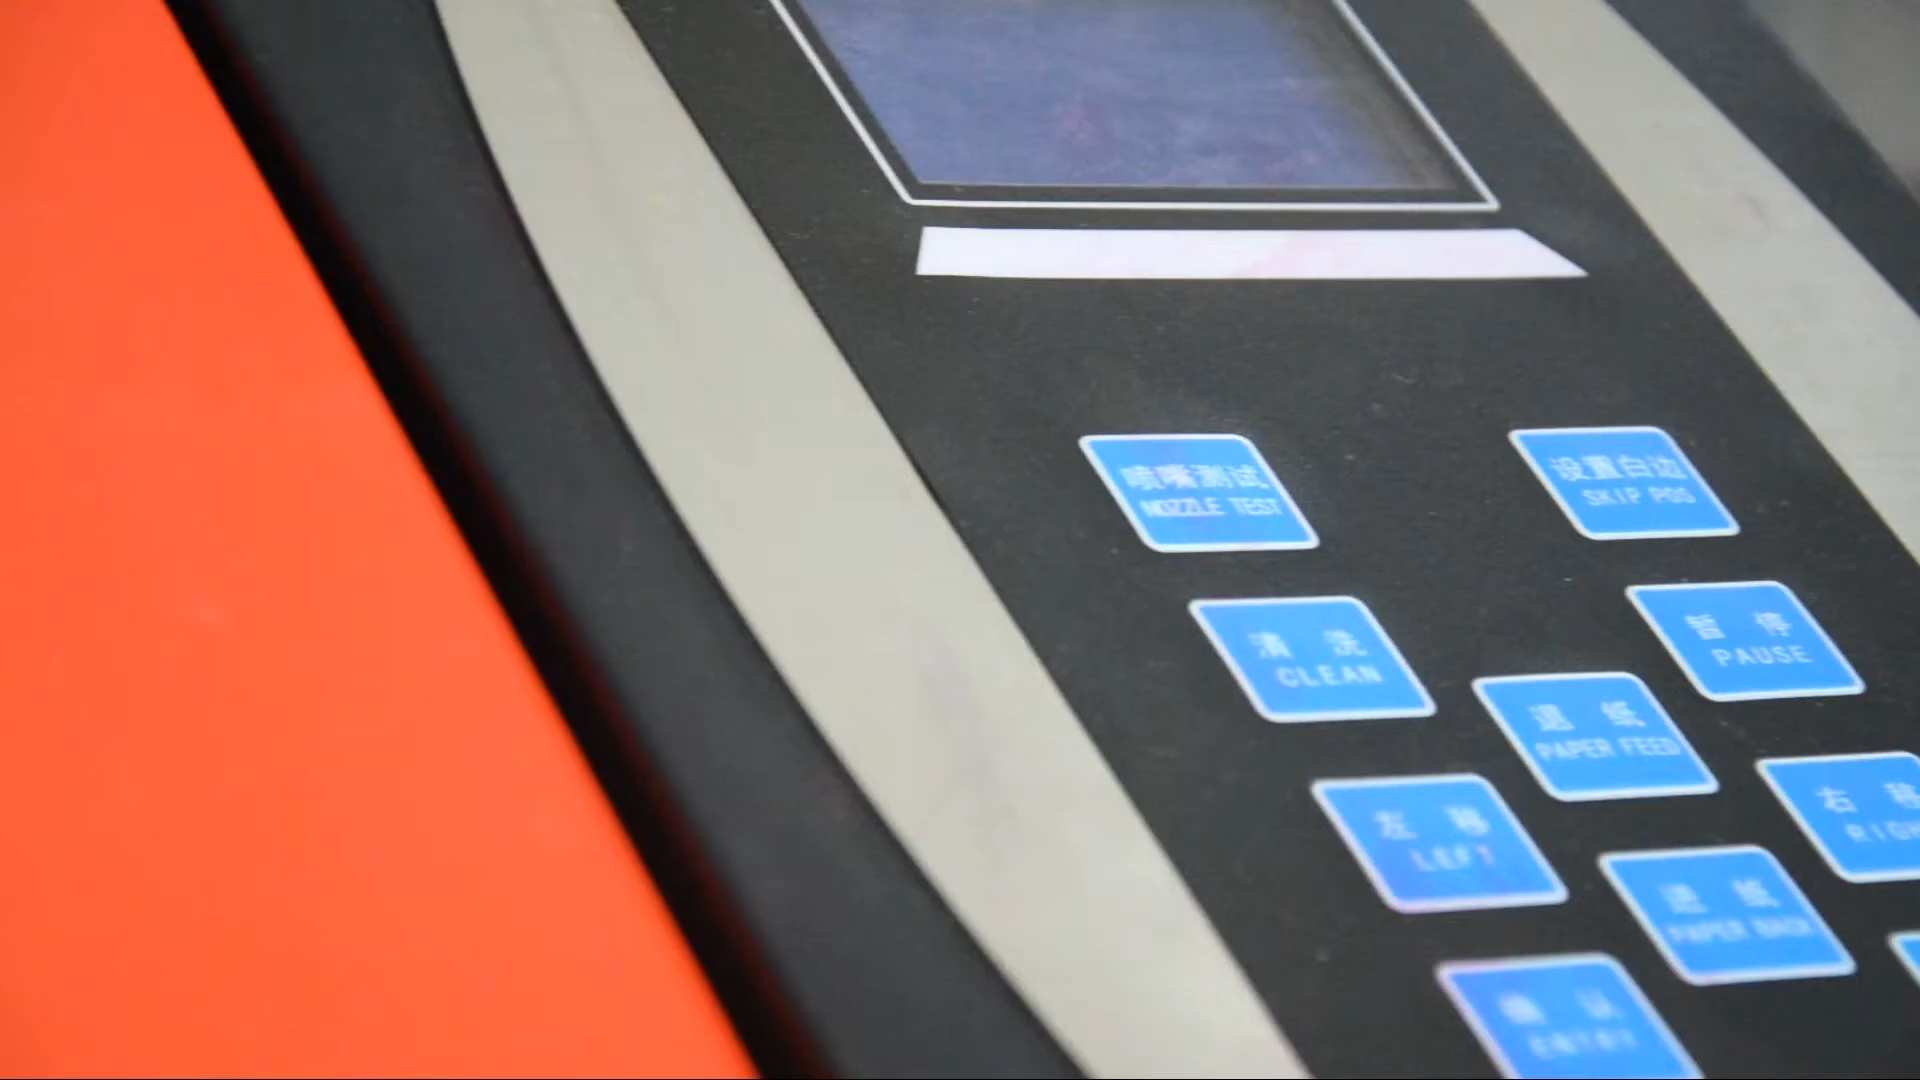 喷嘴测试
NOZZLE TEST
设置白边
SKIP POS
清 洗
CLEAN
暂 停
PAUSE
退 纸
PAPER FEED
左 移
LEFT
右 移
进 纸
PAPER BACK
确 认
ENTRY